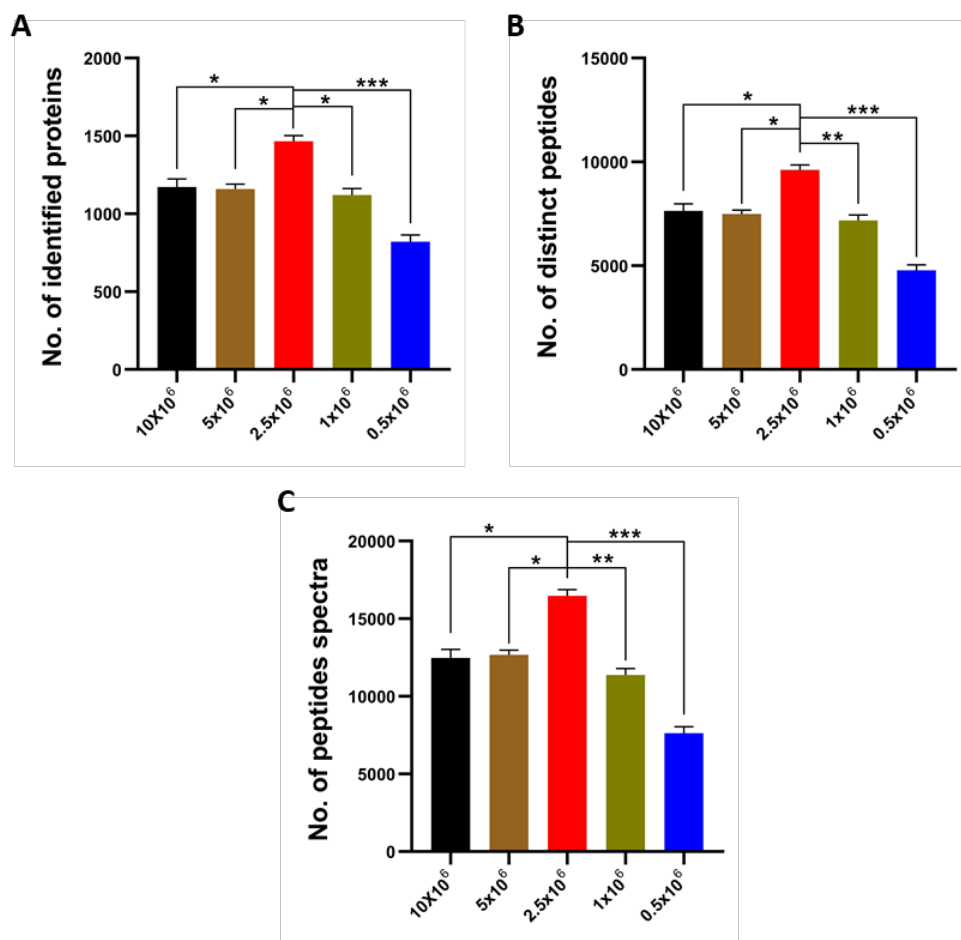 A
No. of identified proteins
2000
1500
1000
500
0
*
*
*
***
10X10⁶
5x10⁶
2.5x10⁶
1x10⁶
0.5x10⁶
B
No. of distinct peptides
15000
10000
5000
0
*
*
**
***
10X10⁶
5x10⁶
2.5x10⁶
1x10⁶
0.5x10⁶
C
No. of peptides spectra
20000
15000
10000
5000
0
*
*
**
***
10X10⁶
5x10⁶
2.5x10⁶
1x10⁶
0.5x10⁶